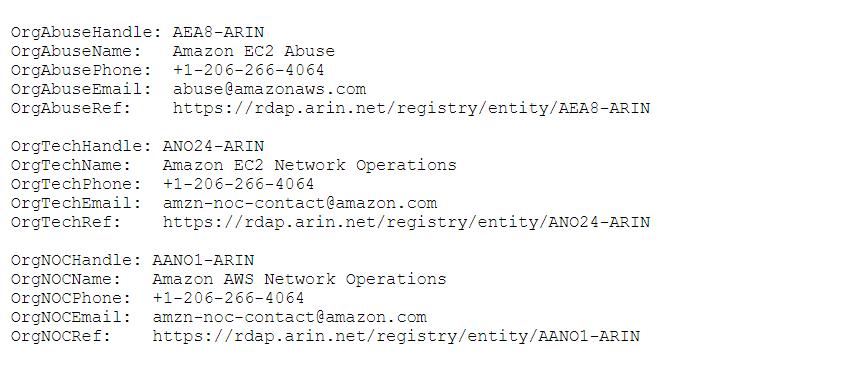 OrgAbuseHandle: AEA8-ARIN
OrgAbuseName:   Amazon EC2 Abuse
OrgAbusePhone:  +1-206-266-4064
OrgAbuseEmail:  abuse@amazonaws.com
OrgAbuseRef:    https://rdap.arin.net/registry/entity/AEA8-ARIN

OrgTechHandle: ANO24-ARIN
OrgTechName:   Amazon EC2 Network Operations
OrgTechPhone:  +1-206-266-4064
OrgTechEmail:  amzn-noc-contact@amazon.com
OrgTechRef:    https://rdap.arin.net/registry/entity/ANO24-ARIN

OrgNOCHandle: AANO1-ARIN
OrgNOCName:   Amazon AWS Network Operations
OrgNOCPhone:  +1-206-266-4064
OrgNOCEmail:  amzn-noc-contact@amazon.com
OrgNOCRef:    https://rdap.arin.net/registry/entity/AANO1-ARIN